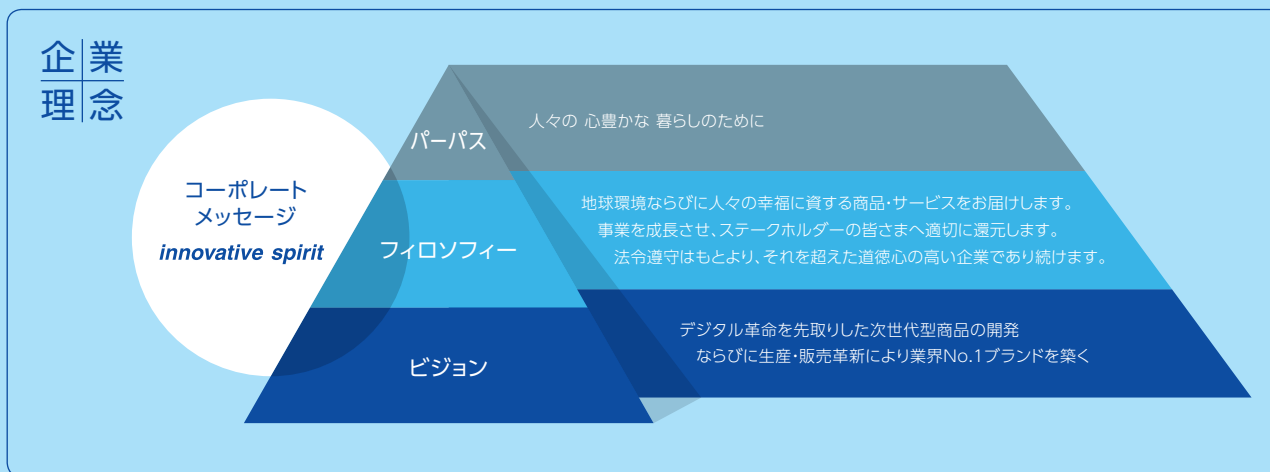 企業
理念
コーポレート
メッセージ
innovative spirit
パーパス
人々の 心豊かな 暮らしのために
フィロソフィー
地球環境ならびに人々の幸福に資する商品・サービスをお届けします。
事業を成長させ、ステークホルダーの皆さまへ適切に還元します。
法令遵守はもとより、それを超えた道徳心の高い企業であり続けます。
ビジョン
デジタル革命を先取りした次世代型商品の開発
ならびに生産・販売革新により業界No.1ブランドを築く